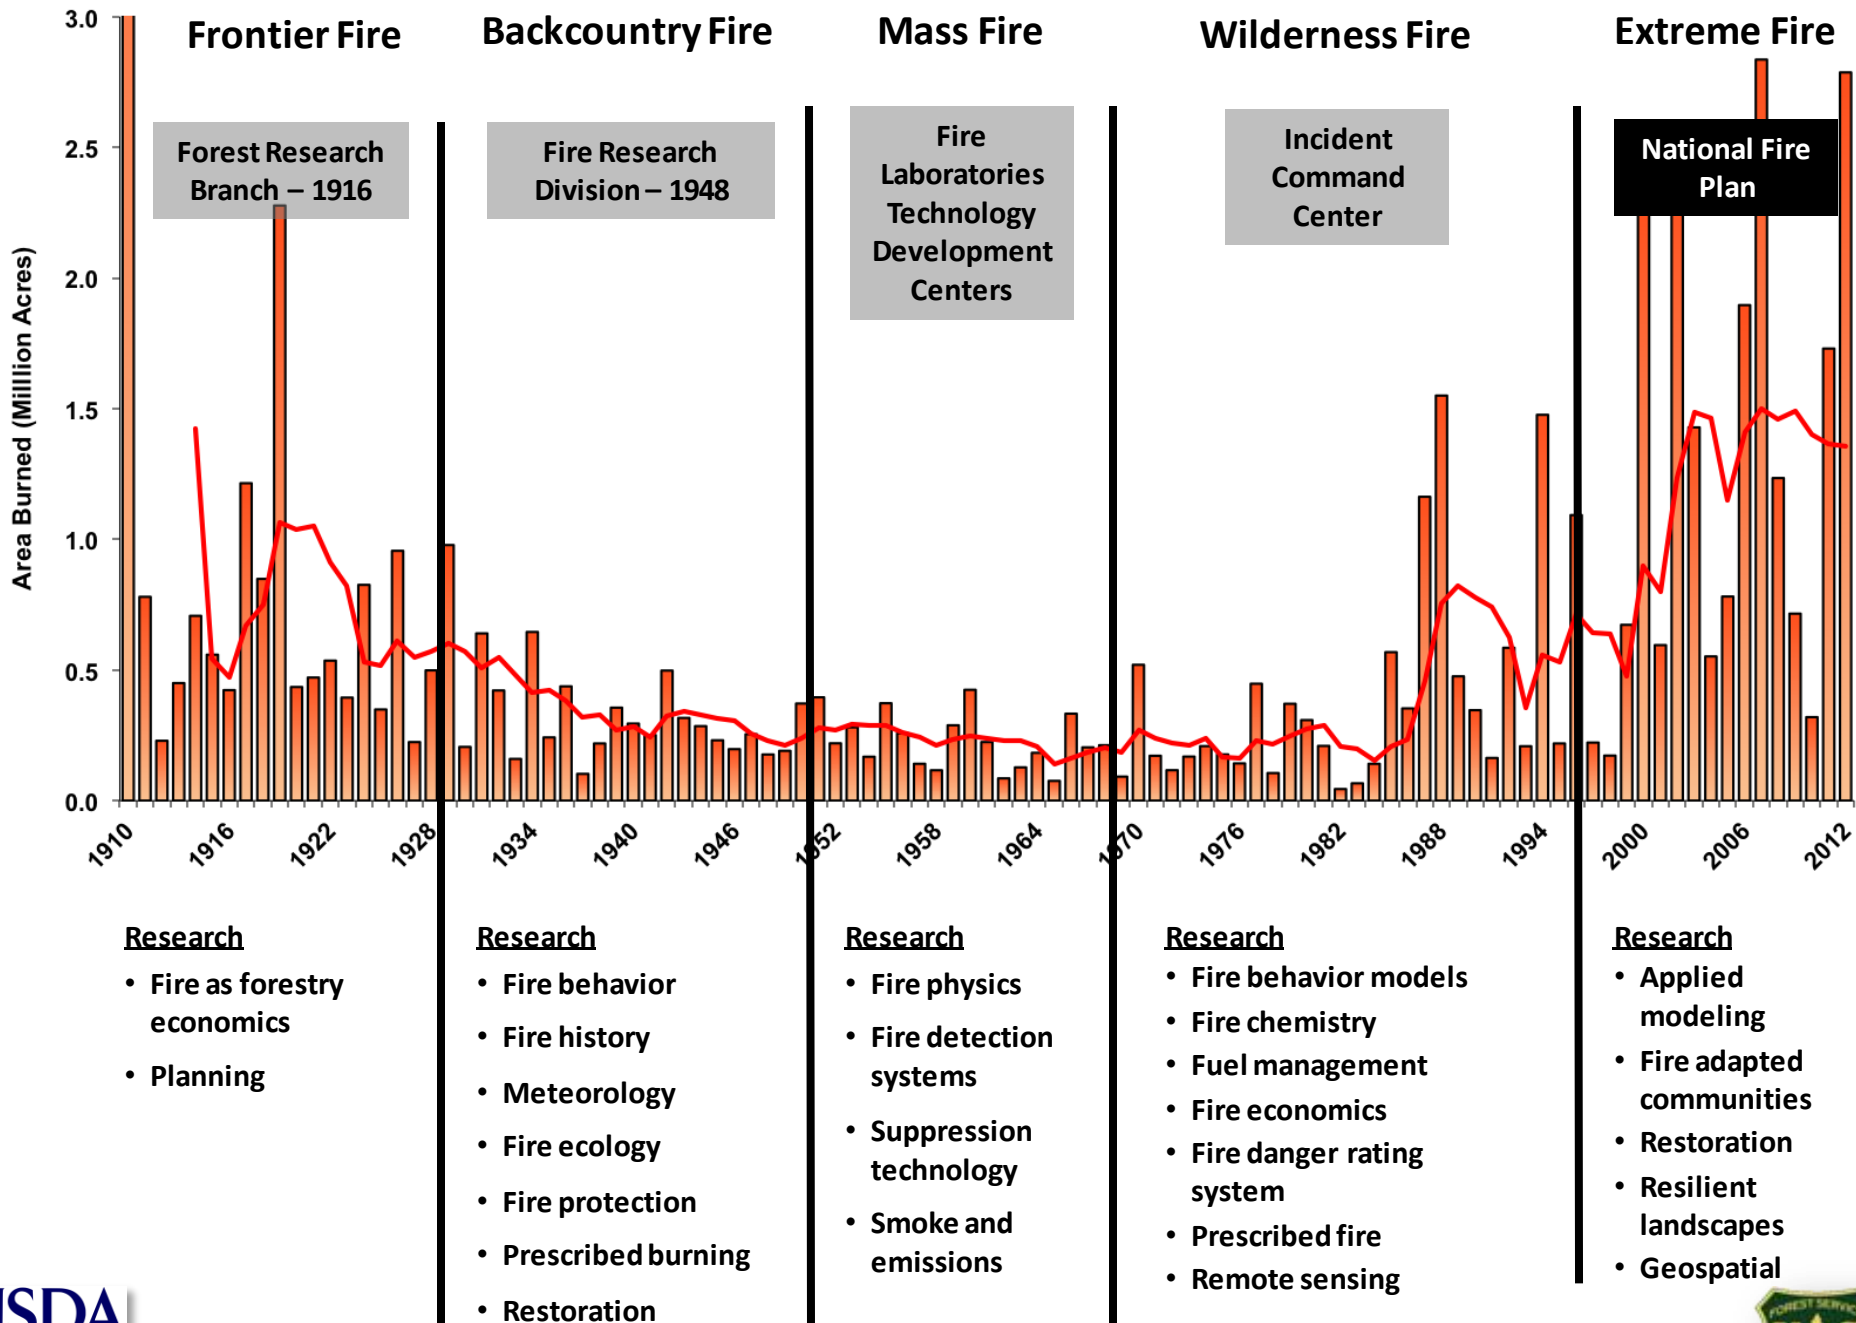 Frontier Fire
Backcountry Fire
Mass Fire
Wilderness Fire
Extreme Fire
Forest Research
Branch – 1916
Fire Research
Division – 1948
Fire
Laboratories
Technology
Development
Centers
Incident
Command
Center
National Fire
Plan
Area Burned (Milllion Acres)
3.0
2.5
2.0
1.5
1.0
0.5
0.0
1910
1916
1922
1928
1934
1940
1946
1952
1958
1964
1970
1976
1982
1988
1994
2000
2006
2012
Research
• Fire as forestry
economics
• Planning
Research
• Fire behavior
• Fire history
• Meteorology
• Fire ecology
• Fire protection
• Prescribed burning
• Restoration
Research
• Fire physics
• Fire detection
systems
• Suppression
technology
• Smoke and
emissions
Research
• Fire behavior models
• Fire chemistry
• Fuel management
• Fire economics
• Fire danger rating
system
• Prescribed fire
• Remote sensing
Research
• Applied
modeling
• Fire adapted
communities
• Restoration
• Resilient
landscapes
• Geospatial
USDA
FOREST SERVICE